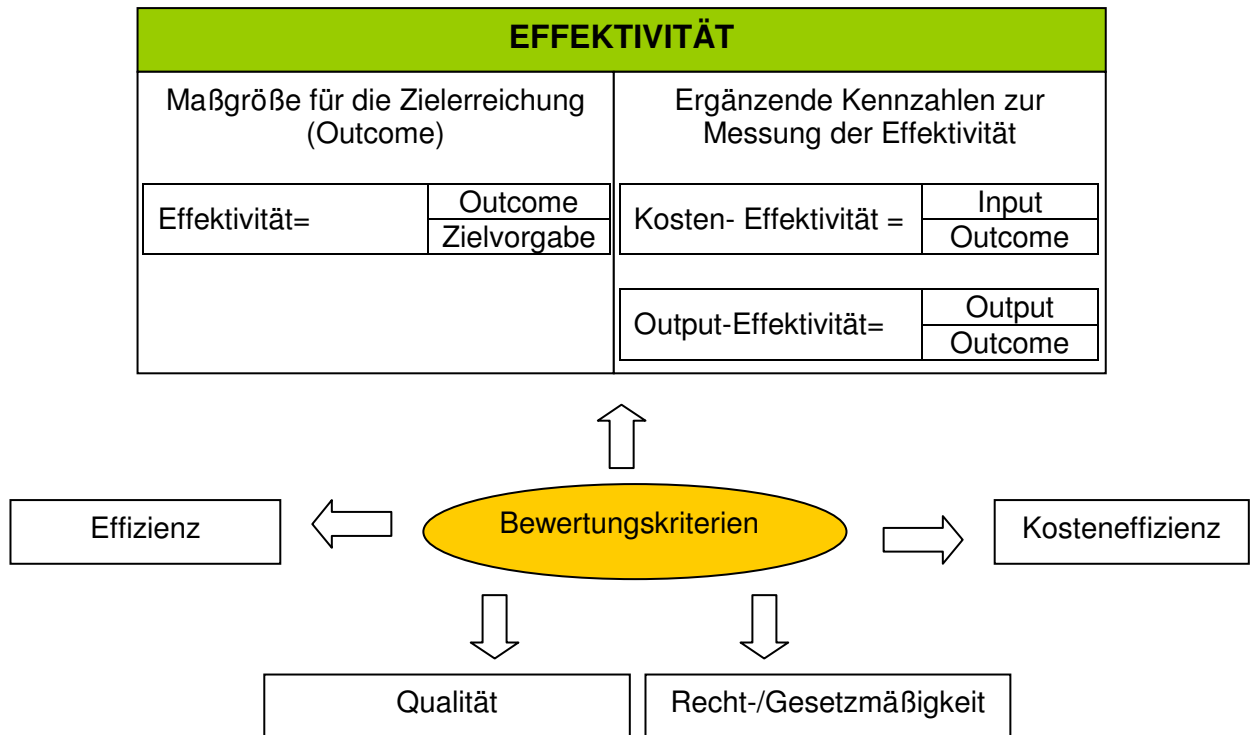 EFFEKTIVITÄT
Maßgröße für die Zielerreichung
(Outcome)
Effektivität=
Outcome
Zielvorgabe
Ergänzende Kennzahlen zur
Messung der Effektivität
Kosten- Effektivität =
Input
Outcome
Output-Effektivität=
Output
Outcome
Effizienz
Bewertungskriterien
Kosteneffizienz
Qualität
Recht-/Gesetzmäßigkeit